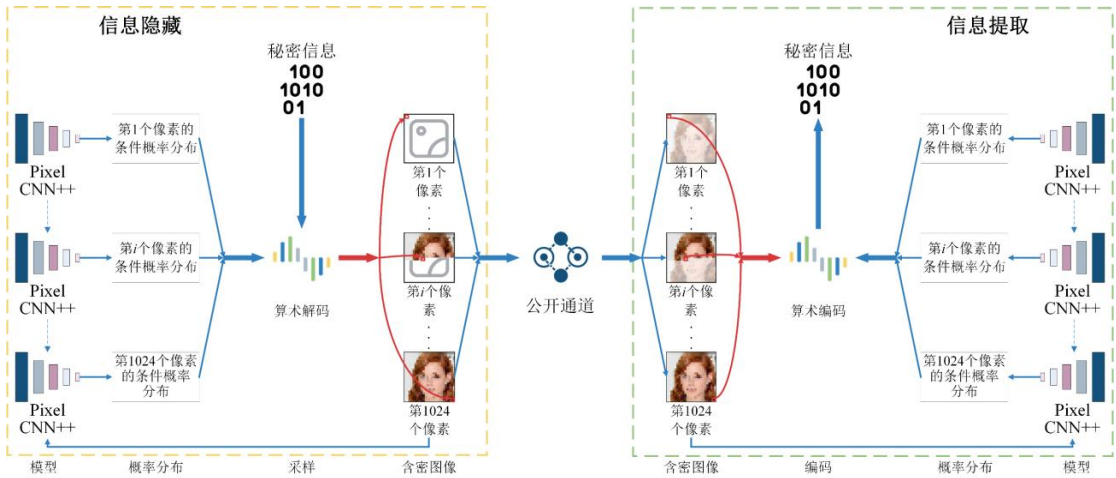 信息隐藏
秘密信息
100
1010
01
Pixel
CNN++
第1个像素的
条件概率分布
第1个
像素
Pixel
CNN++
第i个像素的
条件概率分布
算术解码
第i个像
素
Pixel
CNN++
第1024个像素
的条件概率
分布
第1024
个像素
模型
概率分布
采样
含密图像
公开通道
信息提取
秘密信息
100
1010
01
第1个
像素
第1个像素的
条件概率分布
Pixel
CNN++
第i个像
素
算术编码
第i个像素的
条件概率分布
Pixel
CNN++
第1024
个像素
第1024个像素
的条件概率
分布
Pixel
CNN++
含密图像
编码
概率分布
模型